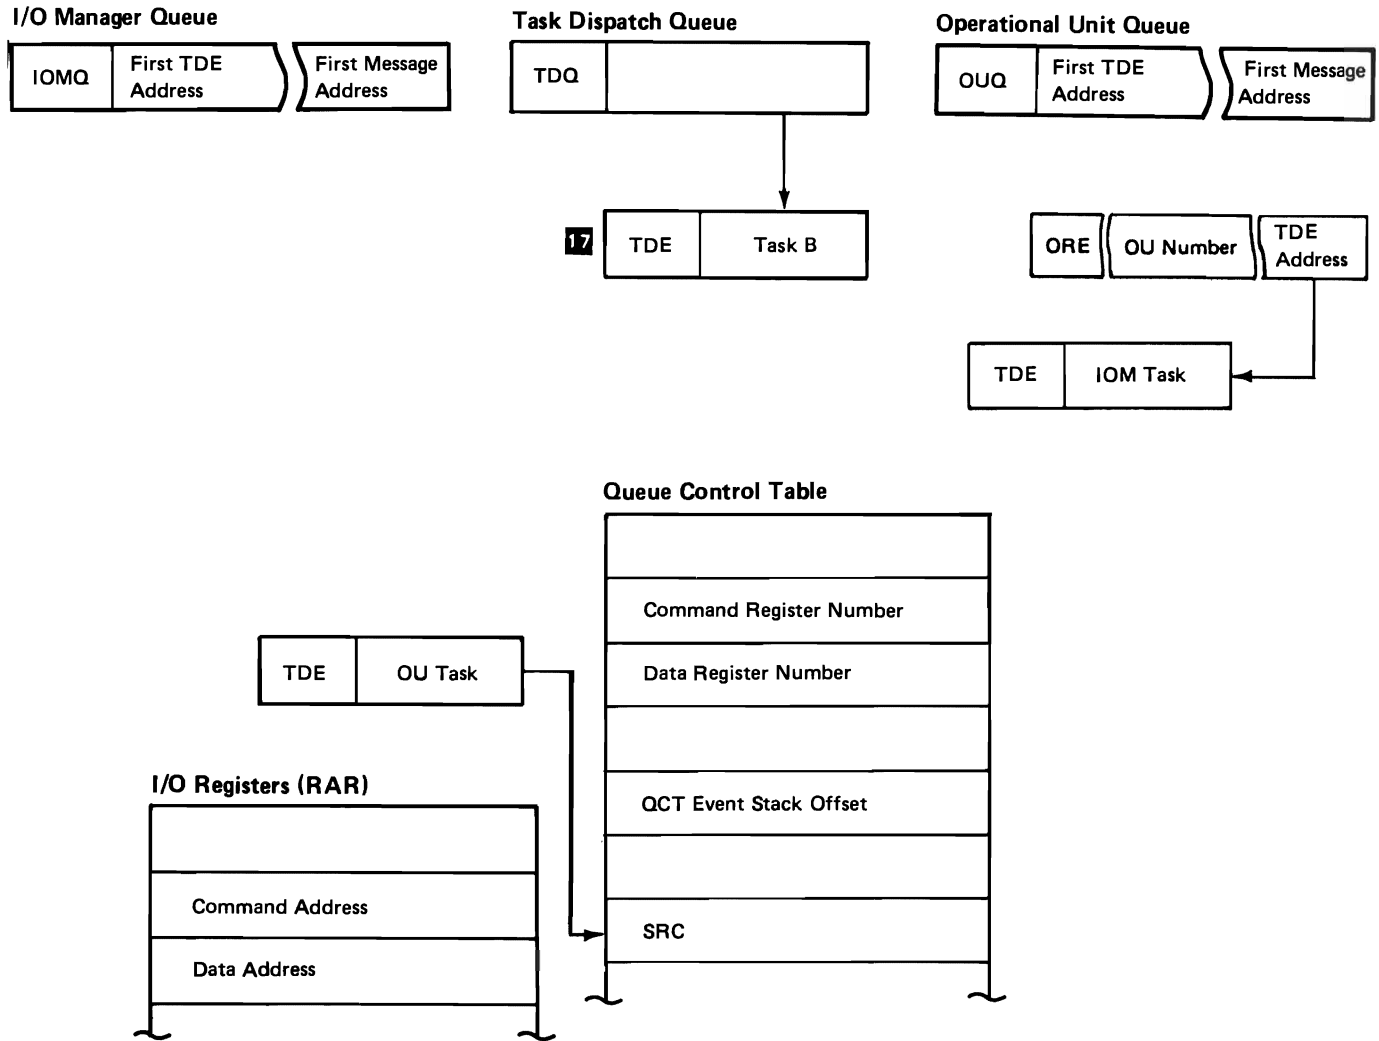 I/O Manager Queue
IOMQ
First TDE
Address
First Message
Address
Task Dispatch Queue
TDQ
Operational Unit Queue
OUQ
First TDE
Address
First Message
Address
17
TDE
Task B
ORE
OU Number
TDE
Address
TDE
IOM Task
Queue Control Table
Command Register Number
Data Register Number
QCT Event Stack Offset
SRC
TDE
OU Task
I/O Registers (RAR)
Command Address
Data Address